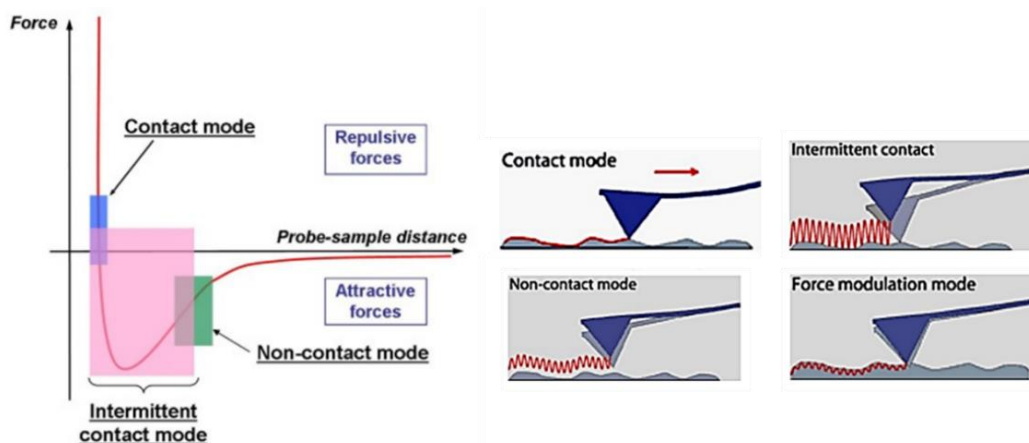 Force
Contact mode
Repulsive
forces
Probe-sample distance
Attractive
forces
Non-contact mode
Intermittent
contact mode
Contact mode
Intermittent contact
Non-contact mode
Force modulation mode